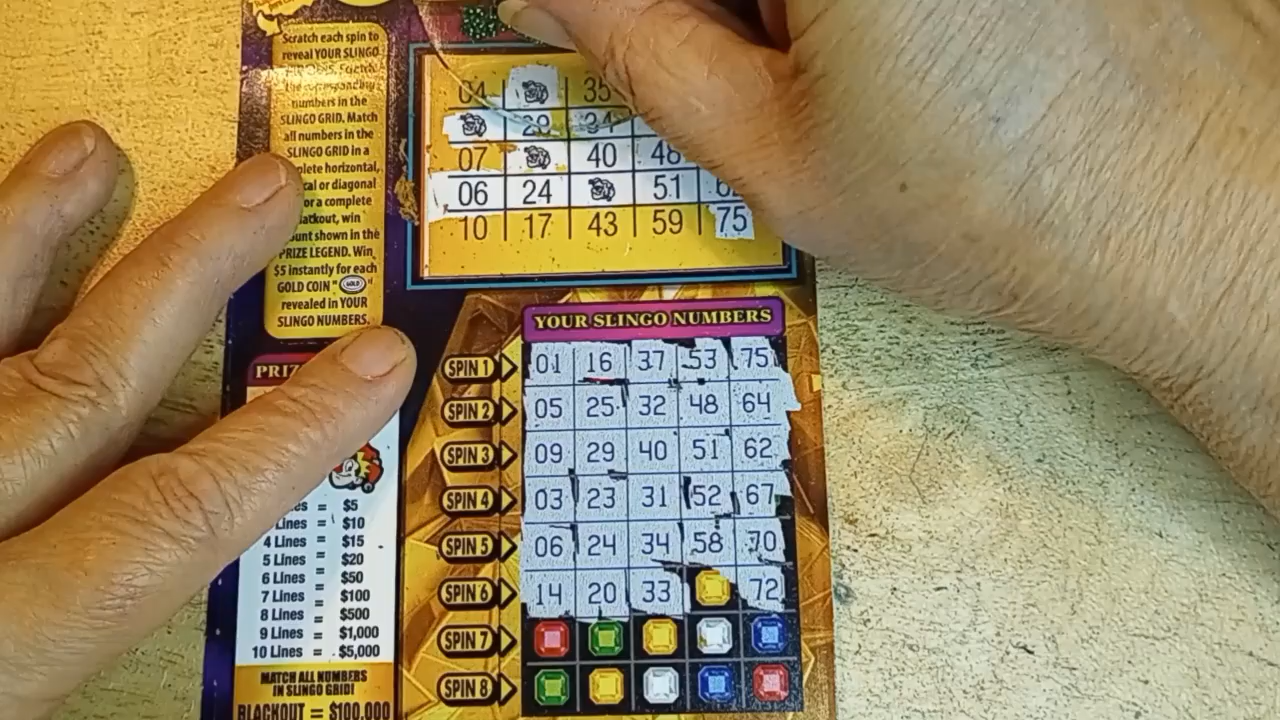 Scratch each spin to
reveal YOUR SLINGO
numbers in the
SLINGO GRID. Match
all numbers in the
SLINGO GRID in a
horizontal,
or diagonal
or a complete
win
shown in the
PRIZE LEGEND. Win
$5 instantly for each
GOLD COIN "GOLD"
revealed in YOUR
SLINGO NUMBERS.
04 35
29 34
07 40 48
06 24 51
10 17 43 59 75
YOUR SLINGO NUMBERS
SPIN 1 01 16 37 53 75
SPIN 2 05 25 32 48 64
SPIN 3 09 29 40 51 62
SPIN 4 03 23 31 52 67
SPIN 5 06 24 34 58 70
SPIN 6 14 20 33 72
SPIN 7
SPIN 8
= $5
Lines = $10
4 Lines = $15
5 Lines = $20
6 Lines = $50
7 Lines = $100
8 Lines = $500
9 Lines = $1,000
10 Lines = $5,000
MATCH ALL NUMBERS
IN SLINGO GRID!
BLACKOUT = $100,000